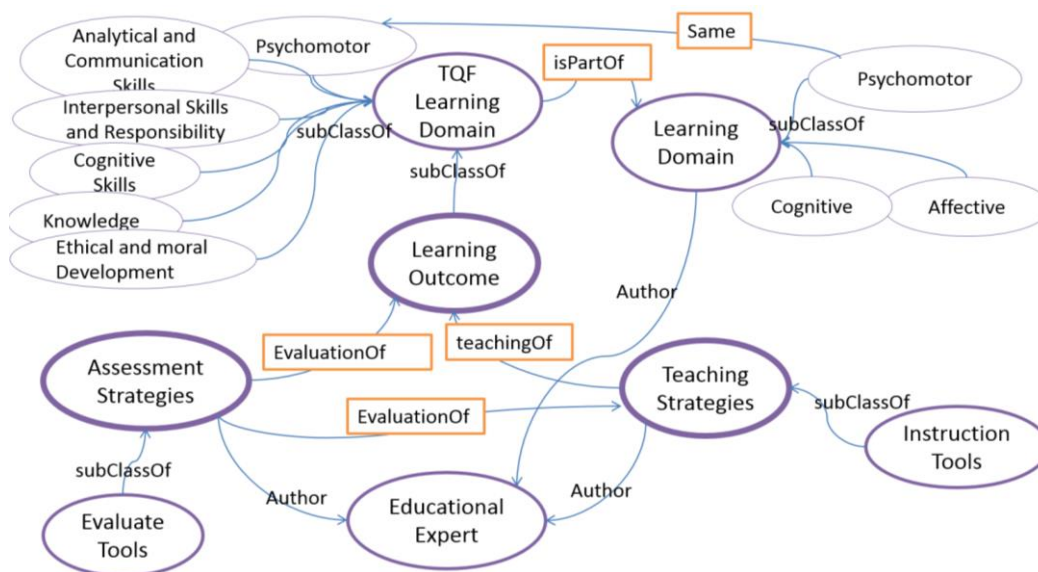 Analytical and
Communication
Skills
Psychomotor
Same
isPartOf
TQF
Learning
Domain
Psychomotor
Interpersonal Skills
and Responsibility
subClassOf
subClassOf
Learning
Domain
Cognitive
Skills
subClassOf
Cognitive
Affective
Knowledge
Ethical and moral
Development
Learning
Outcome
Author
EvaluationOf
teachingOf
Assessment
Strategies
Teaching
Strategies
EvaluationOf
subClassOf
Instruction
Tools
subClassOf
Author
Author
Educational
Expert
Evaluate
Tools